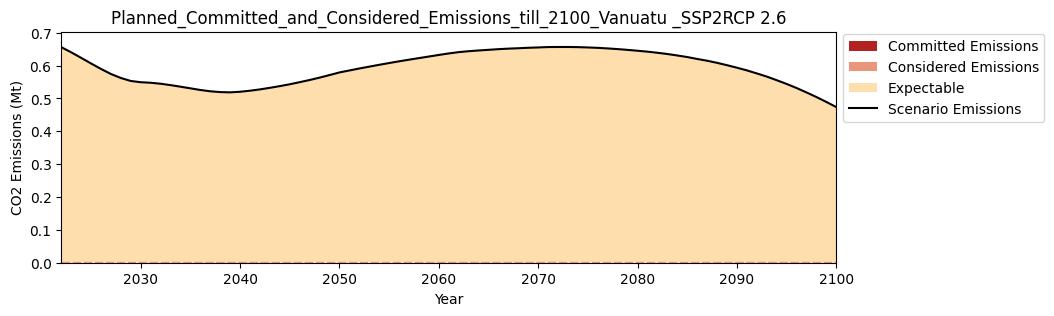 Planned_Committed_and_Considered_Emissions_till_2100_Vanuatu _SSP2RCP 2.6
CO2 Emissions (Mt)
0.7
0.6
0.5
0.4
0.3
0.2
0.1
0.0
2030 2040 2050 2060 2070 2080 2090 2100
Year
Committed Emissions
Considered Emissions
Expectable
Scenario Emissions